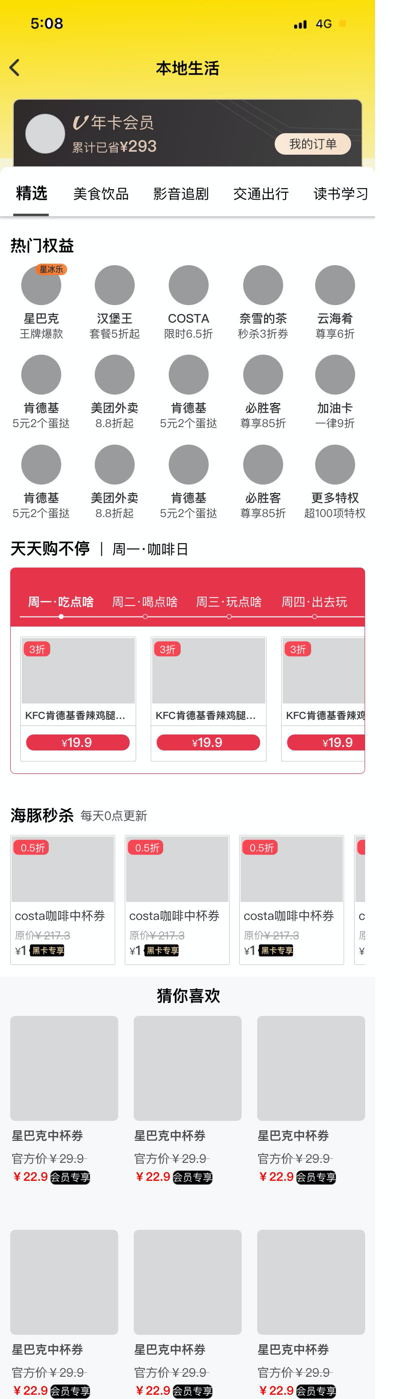 5:08
4G
本地生活
年卡会员
累计已省¥293
我的订单
精选 美食饮品 影音追剧 交通出行 读书学习
热门权益
星冰乐
星巴克 汉堡王 COSTA 奈雪的茶 云海肴
王牌爆款 套餐5折起 限时6.5折 秒杀3折券 尊享6折
肯德基 美团外卖 肯德基 必胜客 加油卡
5元2个蛋挞 8.8折起 5元2个蛋挞 尊享85折 一律9折
肯德基 美团外卖 肯德基 必胜客 更多特权
5元2个蛋挞 8.8折起 5元2个蛋挞 尊享85折 超100项特权
天天购不停 | 周一·咖啡日
周一·吃点啥 周二·喝点啥 周三·玩点啥 周四·出去玩
3折 3折 3折
KFC肯德基香辣鸡腿... KFC肯德基香辣鸡腿... KFC肯德基香辣鸡
¥19.9 ¥19.9 ¥19.9
海豚秒杀 每天0点更新
0.5折 0.5折 0.5折
costa咖啡中杯券 costa咖啡中杯券 costa咖啡中杯券 c
原价¥217.3 原价¥217.3 原价¥217.3
¥1 黑卡专享 ¥1 黑卡专享 ¥1 黑卡专享 ¥
猜你喜欢
星巴克中杯券 星巴克中杯券 星巴克中杯券
官方价¥29.9 官方价¥29.9 官方价¥29.9
¥22.9 会员专享 ¥22.9 会员专享 ¥22.9 会员专享
星巴克中杯券 星巴克中杯券 星巴克中杯券
官方价¥29.9 官方价¥29.9 官方价¥29.9
¥22.9 会员专享 ¥22.9 会员专享 ¥22.9 会员专享